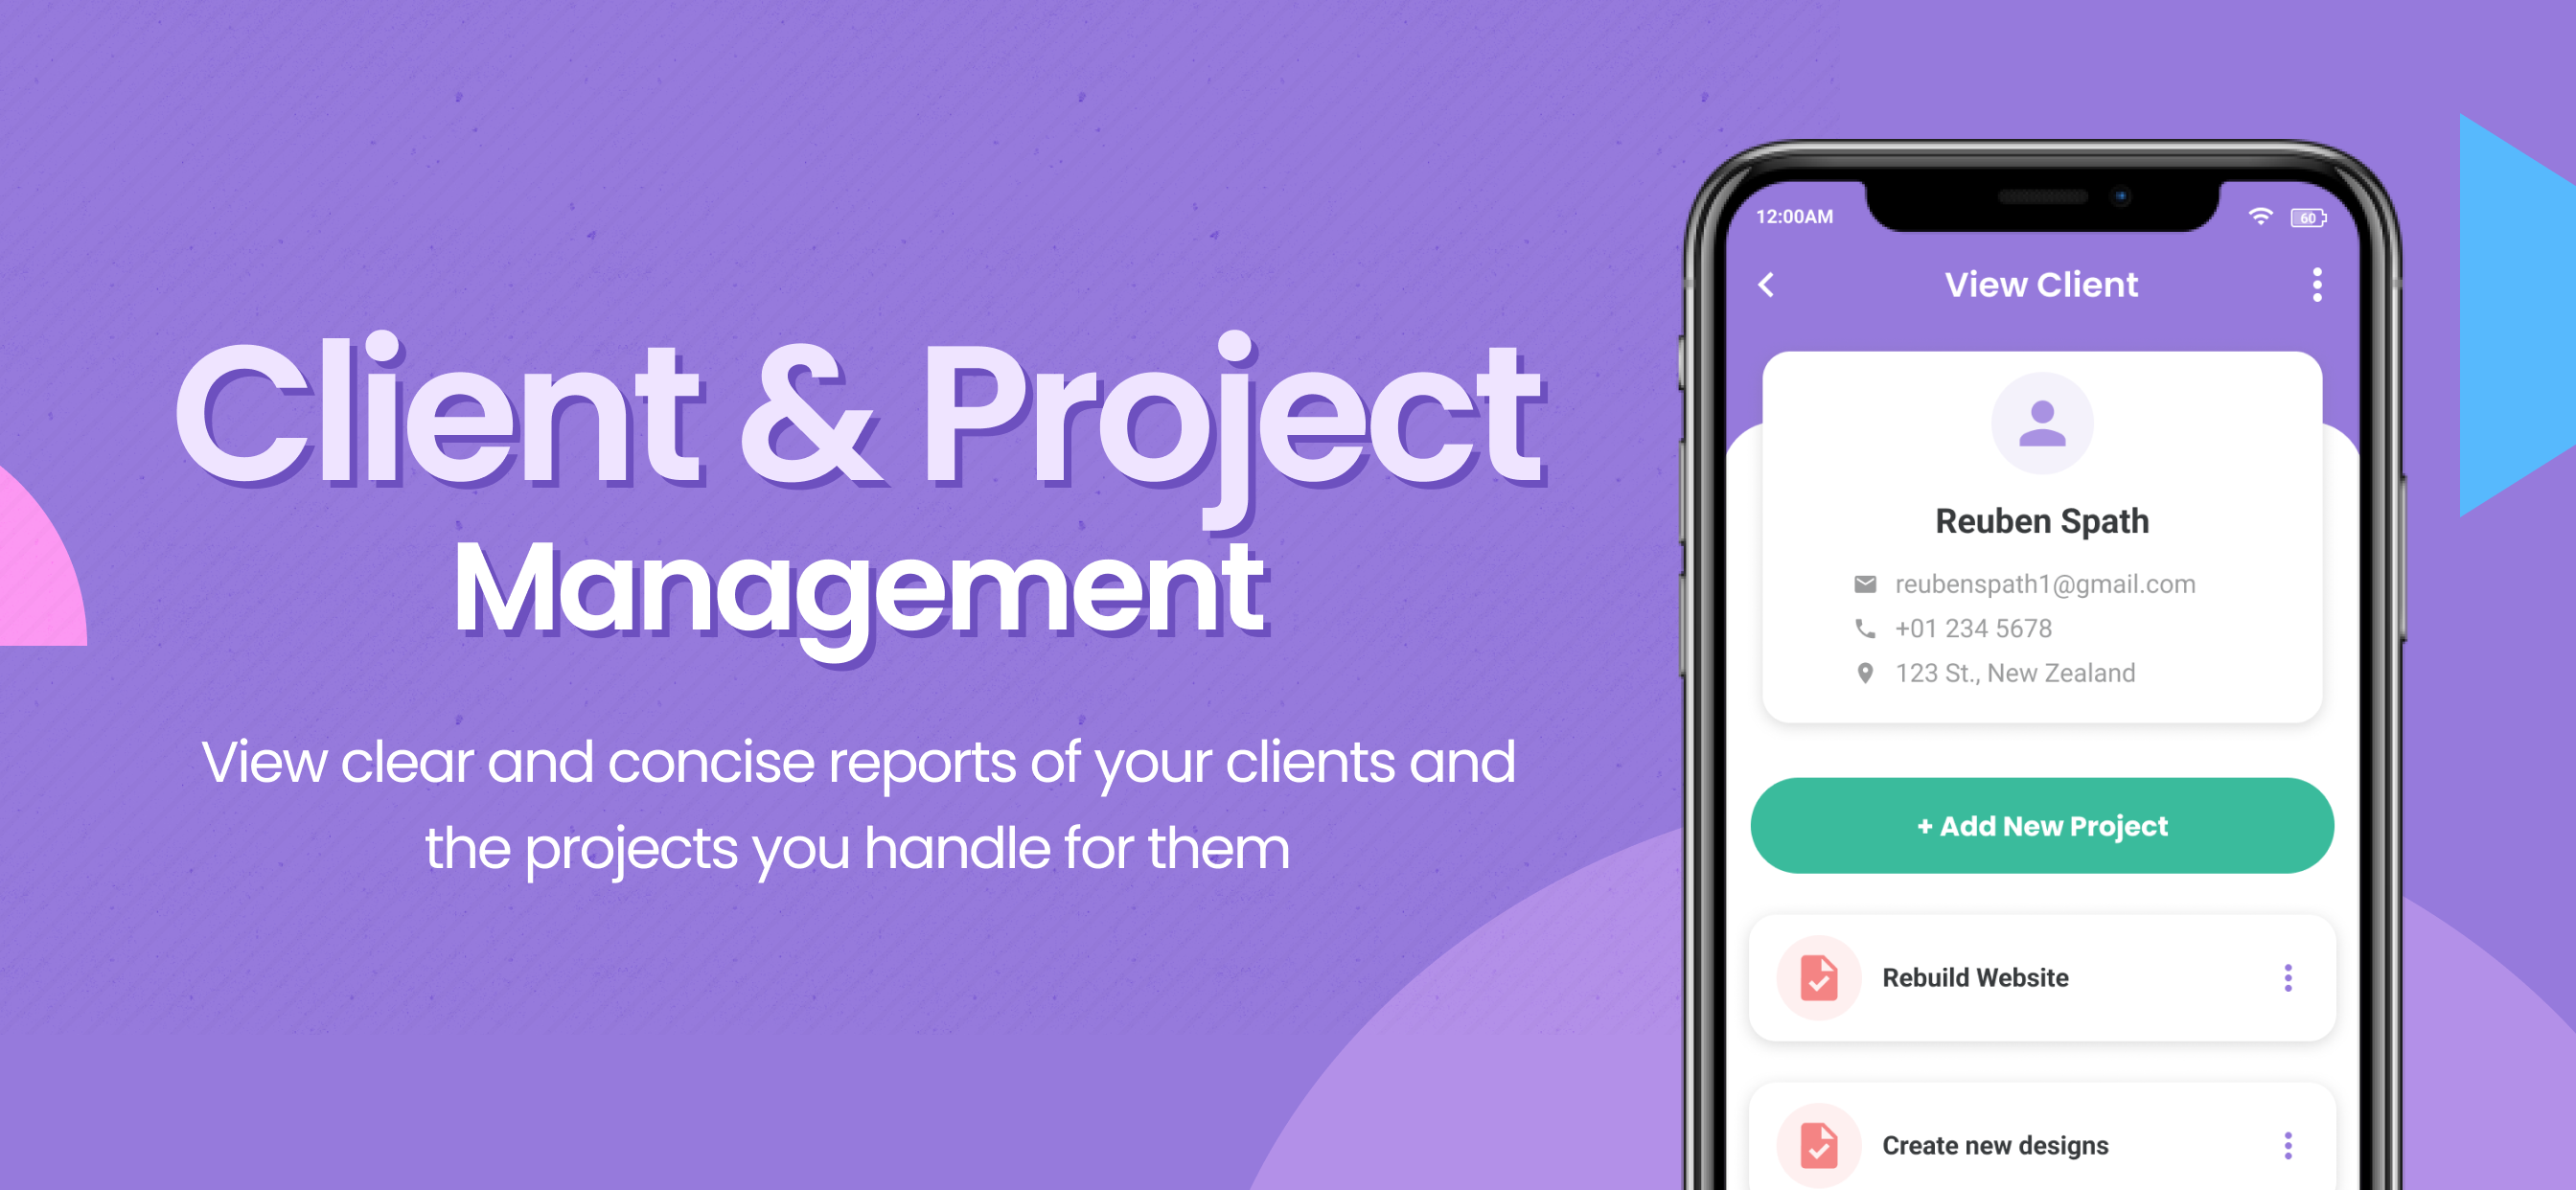 Client & Project
Management
View clear and concise reports of your clients and
the projects you handle for them
12:00AM
60
View Client
Reuben Spath
reubenspath1@gmail.com
+01 234 5678
123 St., New Zealand
+ Add New Project
Rebuild Website
Create new designs